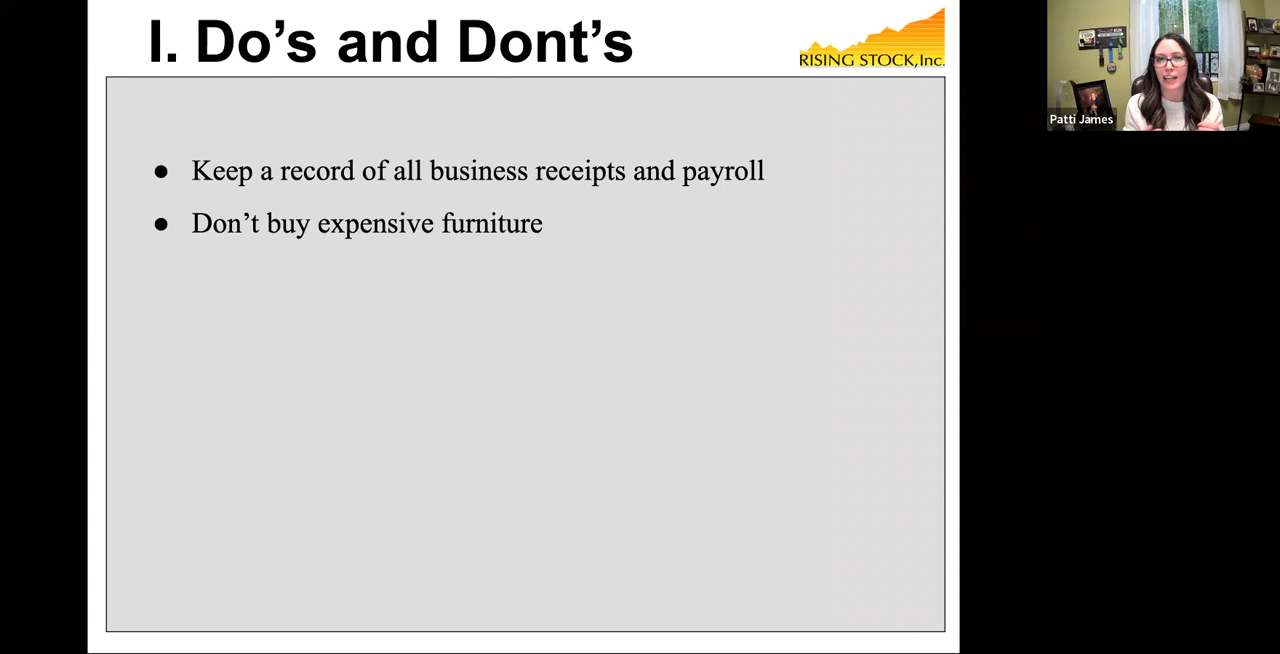 I. Do's and Dont's
RISING STOCK, Inc.
● Keep a record of all business receipts and payroll
● Don't buy expensive furniture
Patti James